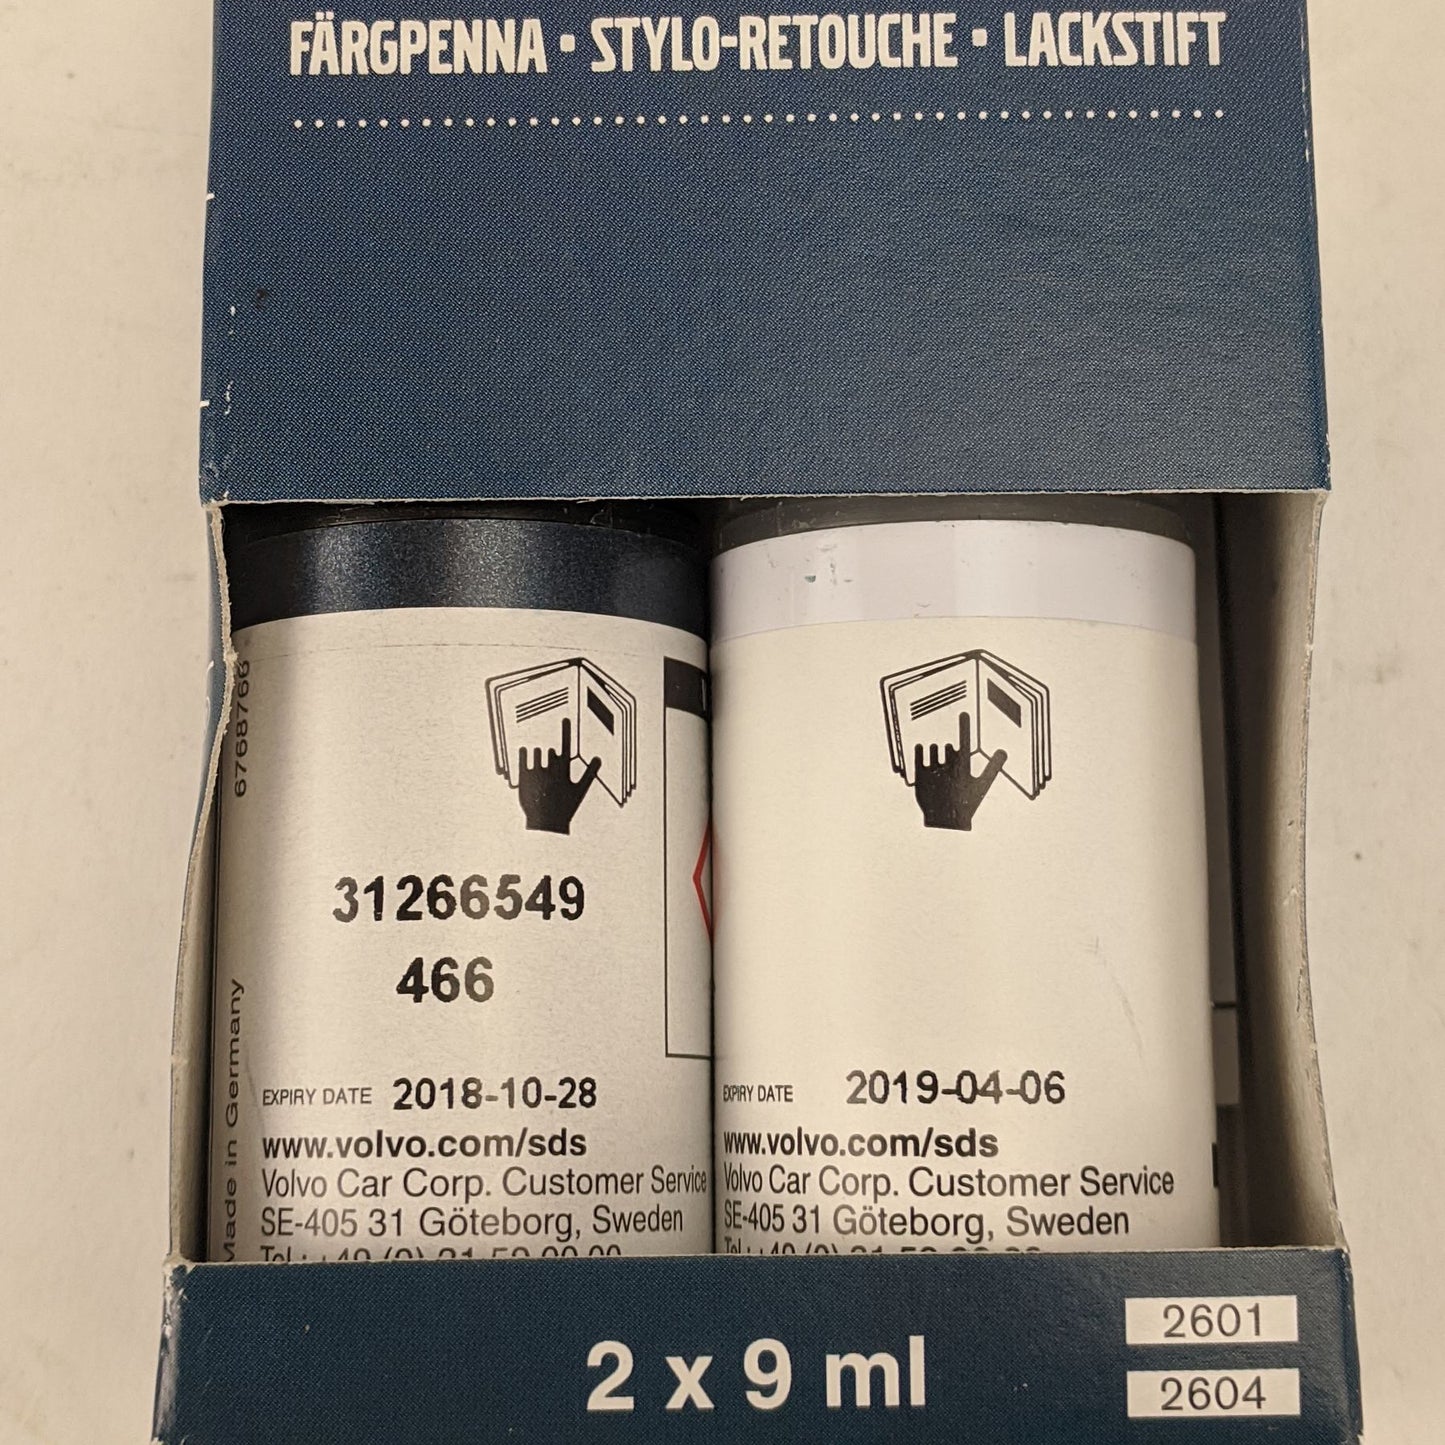 FÄRGPENNA • STYLO-RETOUCHE • LACKSTIFT
6768766
Made in Germany
31266549
466
EXPIRY DATE 2018-10-28
www.volvo.com/sds
Volvo Car Corp. Customer Service
SE-405 31 Göteborg, Sweden
EXPIRY DATE 2019-04-06
www.volvo.com/sds
Volvo Car Corp. Customer Service
SE-405 31 Göteborg, Sweden
2 x 9 ml
2601
2604